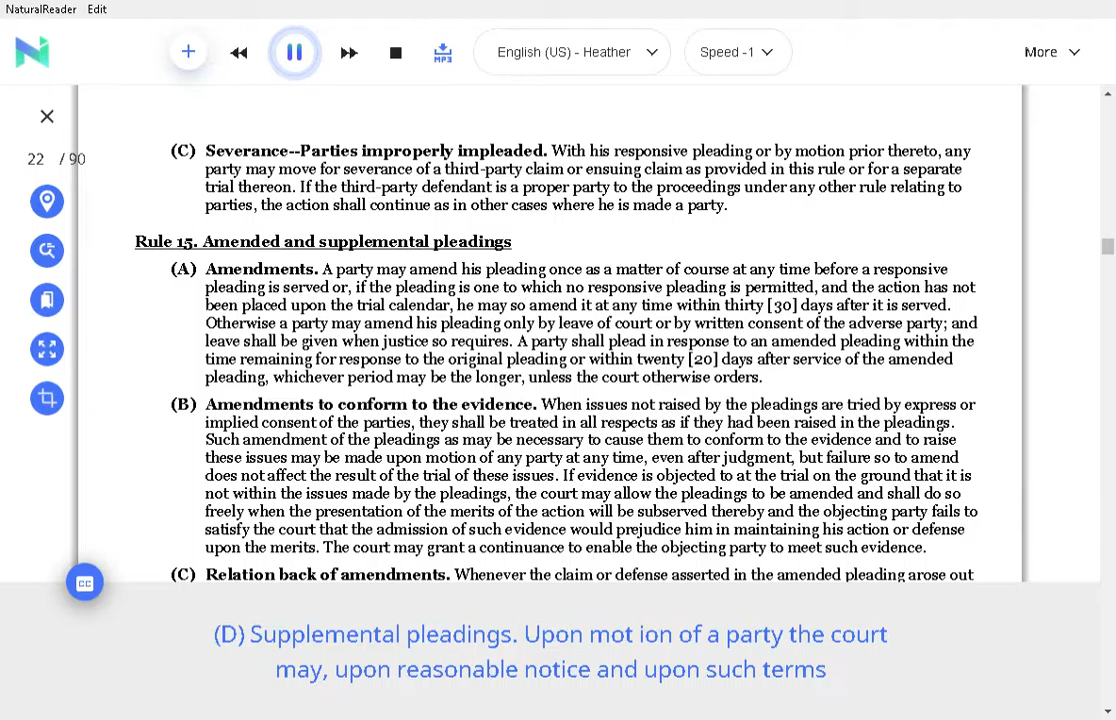 NaturalReader Edit
MP3
English (US) - Heather
Speed -1
More
22 / 90
(C) Severance--Parties improperly impleaded. With his responsive pleading or by motion prior thereto, any
party may move for severance of a third-party claim or ensuing claim as provided in this rule or for a separate
trial thereon. If the third-party defendant is a proper party to the proceedings under any other rule relating to
parties, the action shall continue as in other cases where he is made a party.
Rule 15. Amended and supplemental pleadings
(A) Amendments. A party may amend his pleading once as a matter of course at any time before a responsive
pleading is served or, if the pleading is one to which no responsive pleading is permitted, and the action has not
been placed upon the trial calendar, he may so amend it at any time within thirty [30] days after it is served.
Otherwise a party may amend his pleading only by leave of court or by written consent of the adverse party; and
leave shall be given when justice so requires. A party shall plead in response to an amended pleading within the
time remaining for response to the original pleading or within twenty [20] days after service of the amended
pleading, whichever period may be the longer, unless the court otherwise orders.
(B) Amendments to conform to the evidence. When issues not raised by the pleadings are tried by express or
implied consent of the parties, they shall be treated in all respects as if they had been raised in the pleadings.
Such amendment of the pleadings as may be necessary to cause them to conform to the evidence and to raise
these issues may be made upon motion of any party at any time, even after judgment, but failure so to amend
does not affect the result of the trial of these issues. If evidence is objected to at the trial on the ground that it is
not within the issues made by the pleadings, the court may allow the pleadings to be amended and shall do so
freely when the presentation of the merits of the action will be subserved thereby and the objecting party fails to
satisfy the court that the admission of such evidence would prejudice him in maintaining his action or defense
upon the merits. The court may grant a continuance to enable the objecting party to meet such evidence.
(C) Relation back of amendments. Whenever the claim or defense asserted in the amended pleading arose out
CC
(D) Supplemental pleadings. Upon mot ion of a party the court
may, upon reasonable notice and upon such terms